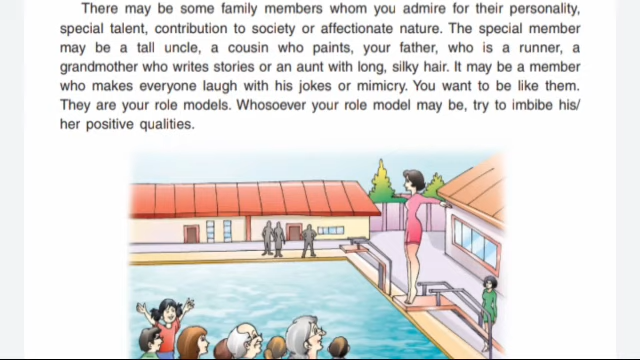 There may be some family members whom you admire for their personality,
special talent, contribution to society or affectionate nature. The special member
may be a tall uncle, a cousin who paints, your father, who is a runner, a
grandmother who writes stories or an aunt with long, silky hair. It may be a member
who makes everyone laugh with his jokes or mimicry. You want to be like them.
They are your role models. Whosoever your role model may be, try to imbibe his/
her positive qualities.